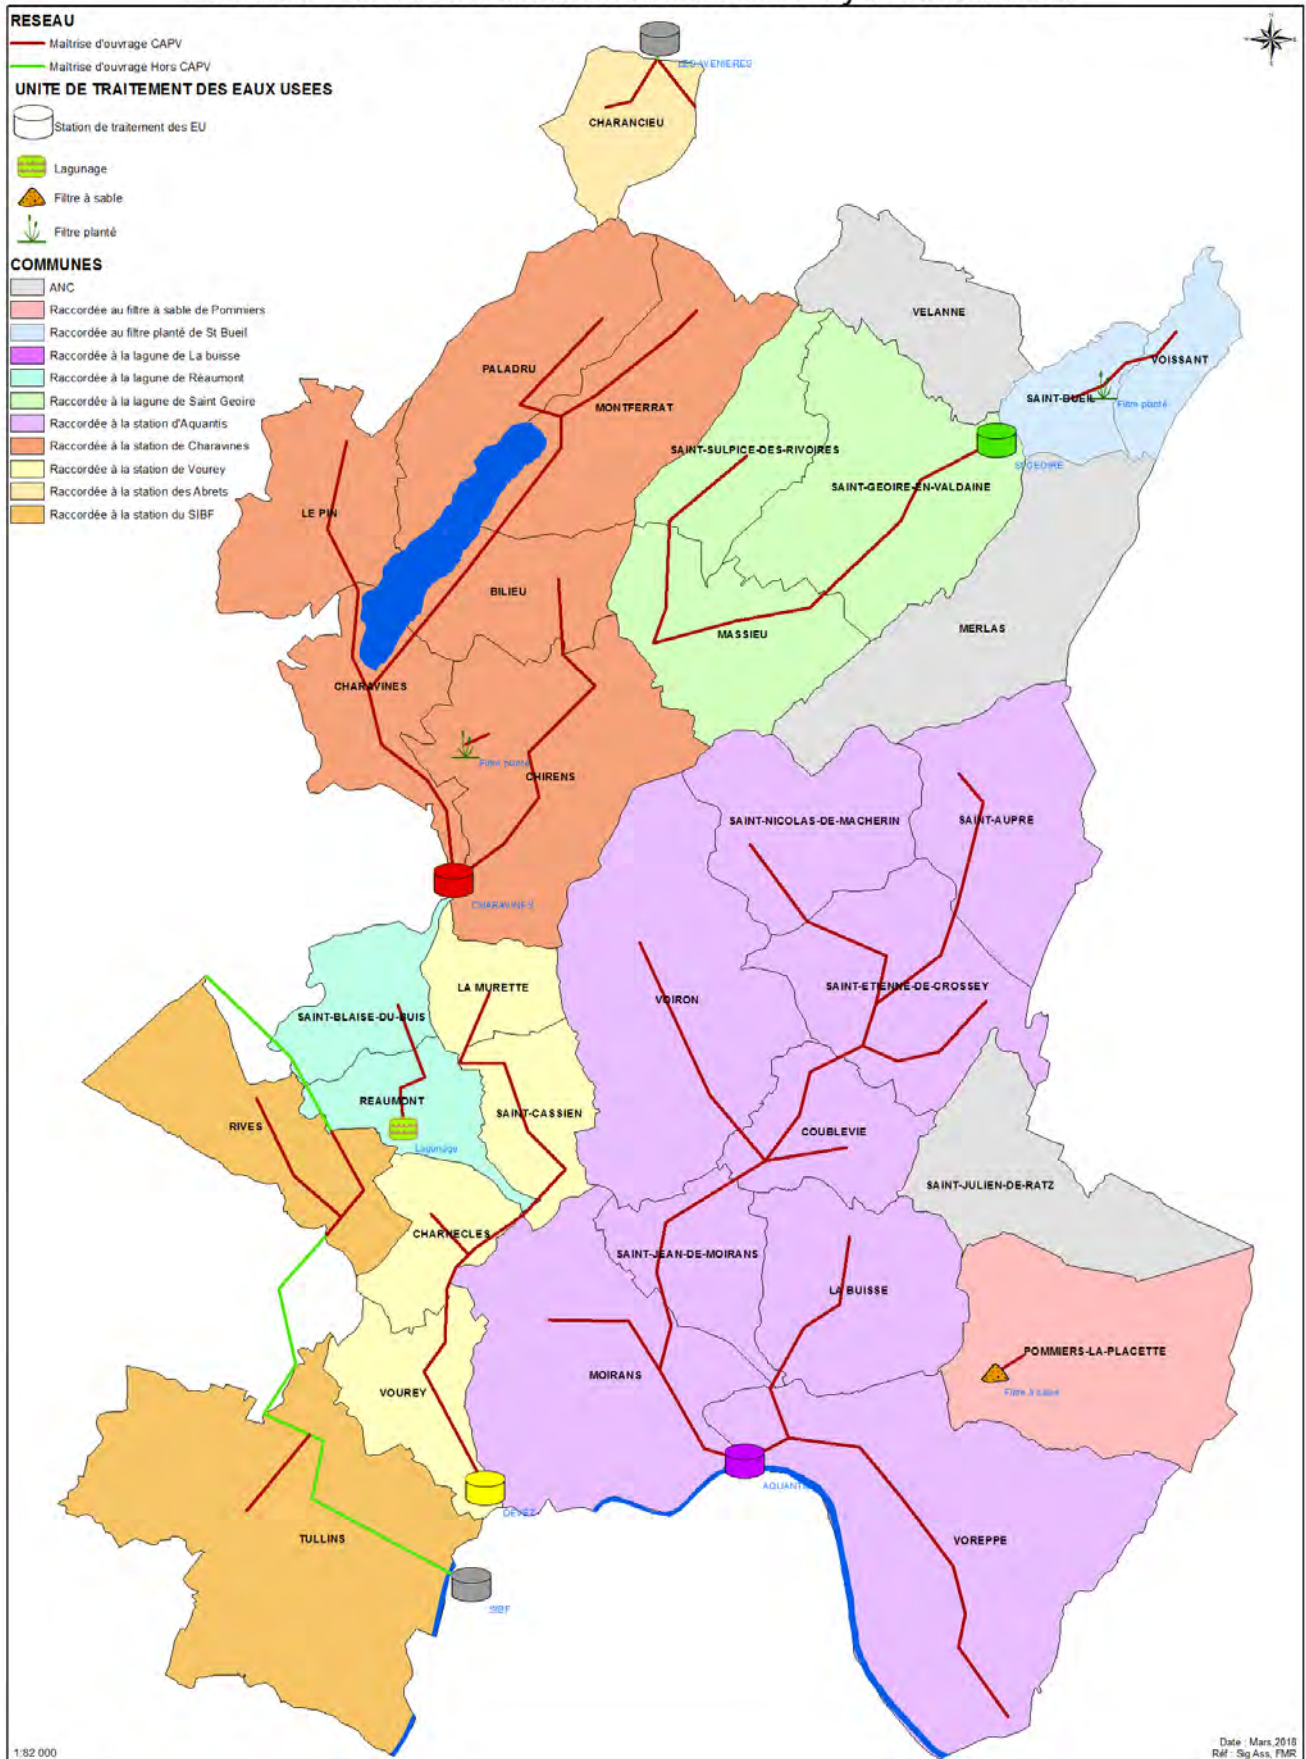 RESEAU
Maîtrise d'ouvrage CAPV
Maîtrise d'ouvrage Hors CAPV
UNITE DE TRAITEMENT DES EAUX USEES
Station de traitement des EU
Lagunage
Filtre à sable
Filtre planté
COMMUNES
ANC
Raccordée au filtre à sable de Pommiers
Raccordée au filtre planté de St Bueil
Raccordée à la lagune de La buisse
Raccordée à la lagune de Réaumont
Raccordée à la lagune de Saint Geoire
Raccordée à la station d'Aquantis
Raccordée à la station de Charavines
Raccordée à la station de Vourey
Raccordée à la station des Abrets
Raccordée à la station du SIBF
LES AVENIERES
CHARANCIEU
VELANNE
VOISSANT
SAINT-BUEIL
Filtre planté
PALADRU
MONTFERRAT
SAINT-SULPICE-DES-RIVOIRES
ST GEOIRE
SAINT-GEOIRE-EN-VALDAINE
LE PIN
BILIEU
MASSIEU
MERLAS
CHARAVINES
Filtre planté
CHIRENS
SAINT-NICOLAS-DE-MACHERIN
SAINT-AUPRE
CHARAVINES
LA MURETTE
VOIRON
SAINT-ETIENNE-DE-CROSSEY
SAINT-BLAISE-DU-BUIS
REAUMONT
SAINT-CASSIEN
RIVES
COUBLEVIE
Lagunage
SAINT-JULIEN-DE-RATZ
CHARNECLES
SAINT-JEAN-DE-MOIRANS
LA BUISSE
POMMIERS-LA-PLACETTE
Filtre à sable
MOIRANS
VOUREY
AQUANTIS
DEVEZ
TULLINS
VOREPPE
SIBF
1:82 000
Date : Mars 2018
Réf : Sig Ass, FMR